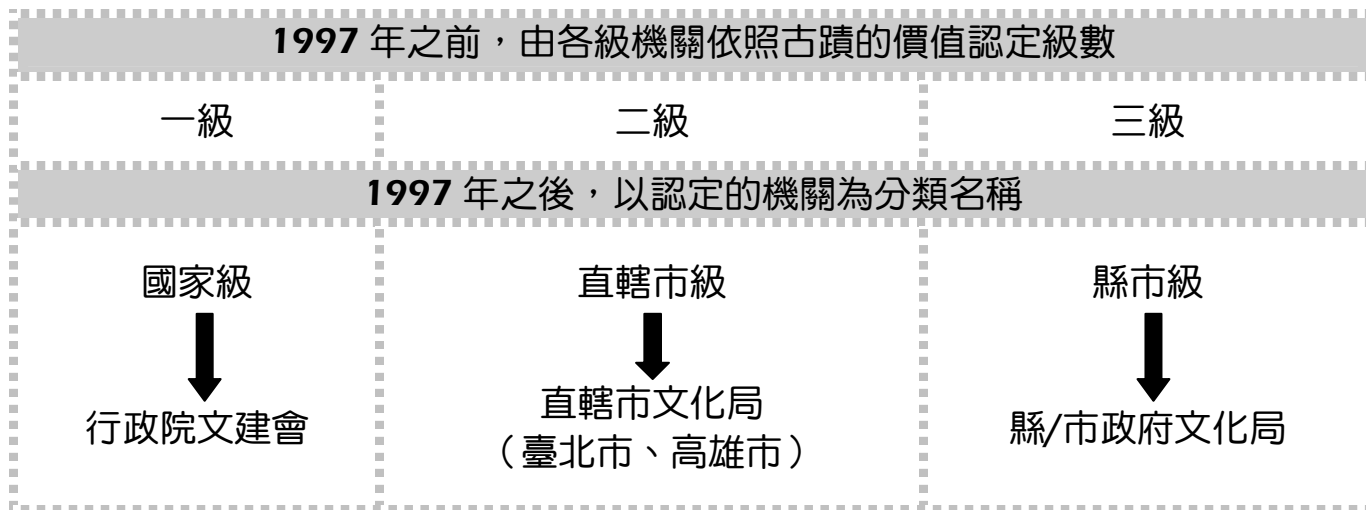 1997 年之前，由各級機關依照古蹟的價值認定級數
一級 二級 三級
1997 年之後，以認定的機關為分類名稱
國家級 直轄市級 縣市級
行政院文建會 直轄市文化局 縣/市政府文化局
（臺北市、高雄市）